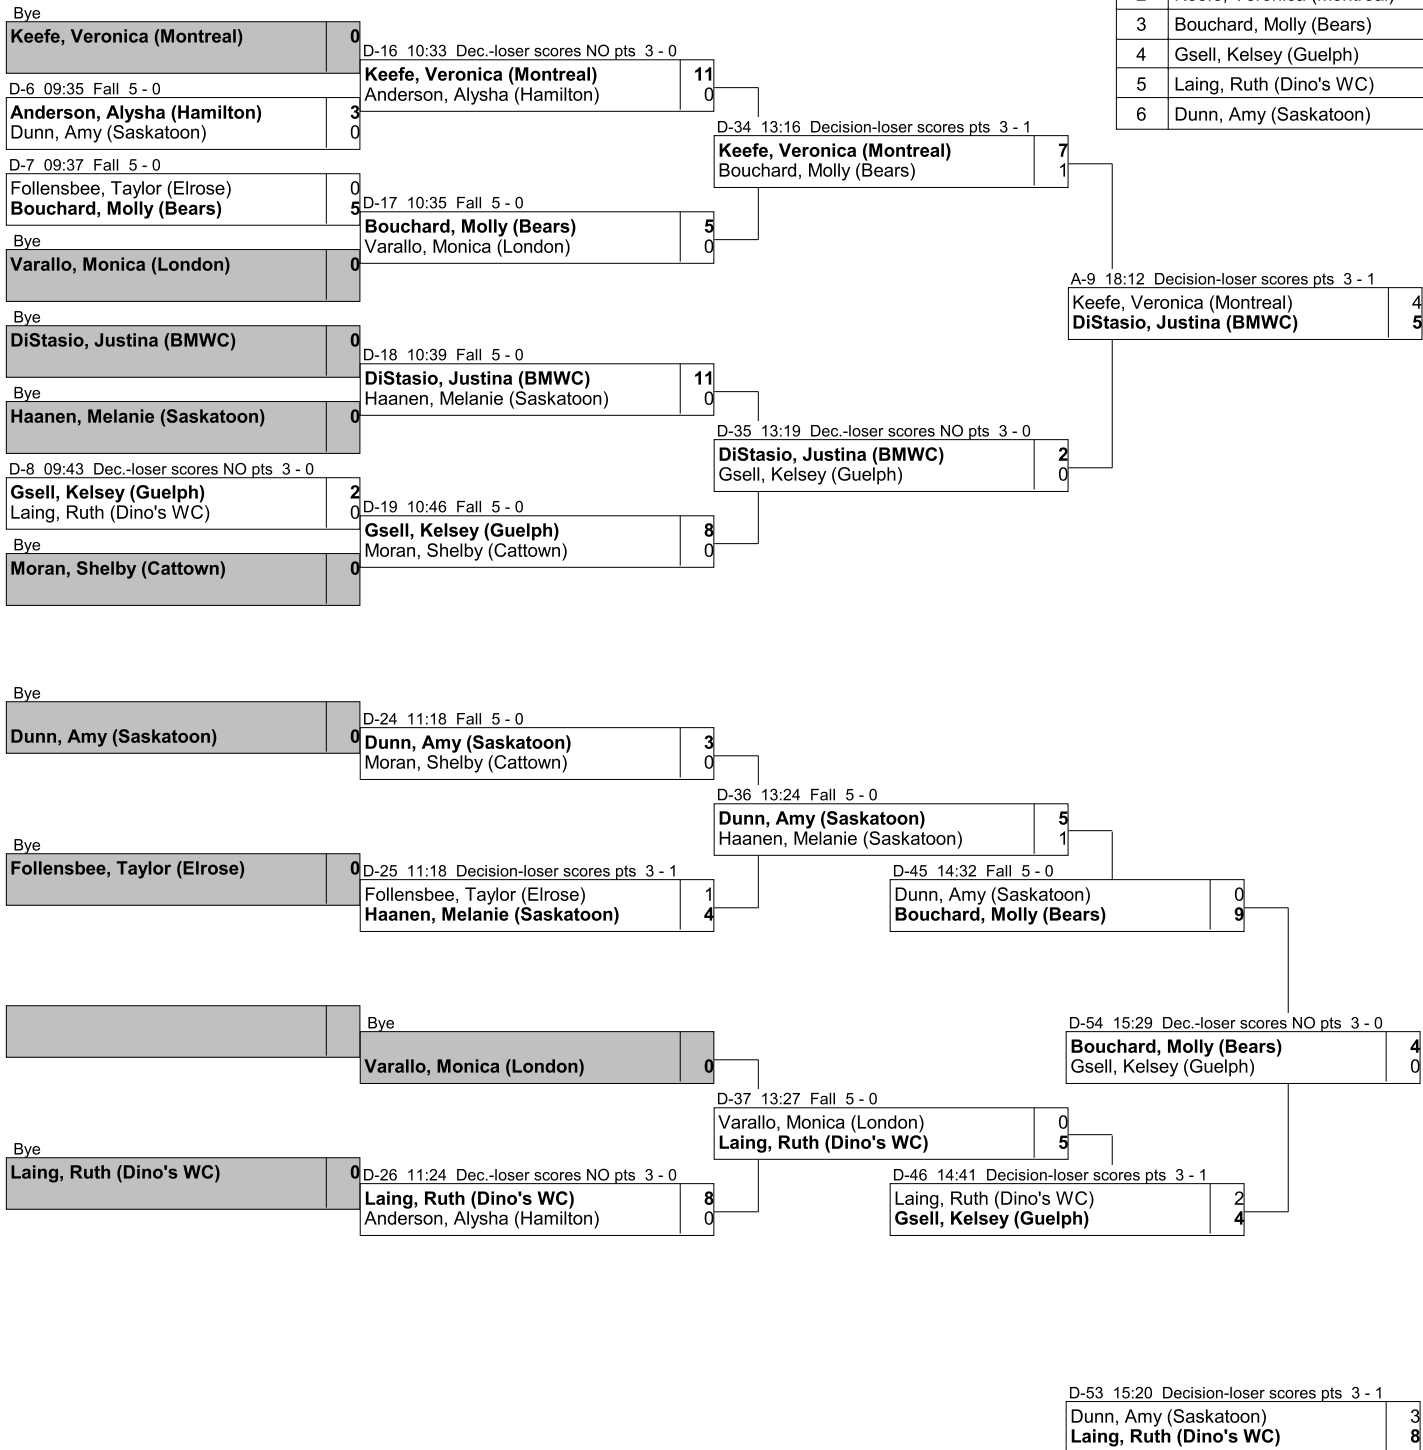 Bye
Keefe, Veronica (Montreal) 0
D-6 09:35 Fall 5 - 0
Anderson, Alysha (Hamilton) 3
Dunn, Amy (Saskatoon) 0
D-7 09:37 Fall 5 - 0
Follensbee, Taylor (Elrose) 0
Bouchard, Molly (Bears) 5
Bye
Varallo, Monica (London) 0
Bye
DiStasio, Justina (BMWC) 0
Bye
Haanen, Melanie (Saskatoon) 0
D-8 09:43 Dec.-loser scores NO pts 3 - 0
Gsell, Kelsey (Guelph) 2
Laing, Ruth (Dino's WC) 0
Bye
Moran, Shelby (Cattown) 0
D-16 10:33 Dec.-loser scores NO pts 3 - 0
Keefe, Veronica (Montreal) 11
Anderson, Alysha (Hamilton) 0
D-17 10:35 Fall 5 - 0
Bouchard, Molly (Bears) 5
Varallo, Monica (London) 0
D-18 10:39 Fall 5 - 0
DiStasio, Justina (BMWC) 11
Haanen, Melanie (Saskatoon) 0
D-19 10:46 Fall 5 - 0
Gsell, Kelsey (Guelph) 8
Moran, Shelby (Cattown) 0
D-34 13:16 Decision-loser scores pts 3 - 1
Keefe, Veronica (Montreal) 7
Bouchard, Molly (Bears) 1
D-35 13:19 Dec.-loser scores NO pts 3 - 0
DiStasio, Justina (BMWC) 2
Gsell, Kelsey (Guelph) 0
3 Bouchard, Molly (Bears)
4 Gsell, Kelsey (Guelph)
5 Laing, Ruth (Dino's WC)
6 Dunn, Amy (Saskatoon)
A-9 18:12 Decision-loser scores pts 3 - 1
Keefe, Veronica (Montreal) 4
DiStasio, Justina (BMWC) 5
Bye
Dunn, Amy (Saskatoon) 0
Bye
Follensbee, Taylor (Elrose) 0
Bye
Laing, Ruth (Dino's WC) 0
D-24 11:18 Fall 5 - 0
Dunn, Amy (Saskatoon) 3
Moran, Shelby (Cattown) 0
D-25 11:18 Decision-loser scores pts 3 - 1
Follensbee, Taylor (Elrose) 1
Haanen, Melanie (Saskatoon) 4
Bye
Varallo, Monica (London) 0
D-26 11:24 Dec.-loser scores NO pts 3 - 0
Laing, Ruth (Dino's WC) 8
Anderson, Alysha (Hamilton) 0
D-36 13:24 Fall 5 - 0
Dunn, Amy (Saskatoon) 5
Haanen, Melanie (Saskatoon) 1
D-37 13:27 Fall 5 - 0
Varallo, Monica (London) 0
Laing, Ruth (Dino's WC) 5
D-45 14:32 Fall 5 - 0
Dunn, Amy (Saskatoon) 0
Bouchard, Molly (Bears) 9
D-46 14:41 Decision-loser scores pts 3 - 1
Laing, Ruth (Dino's WC) 2
Gsell, Kelsey (Guelph) 4
D-54 15:29 Dec.-loser scores NO pts 3 - 0
Bouchard, Molly (Bears) 4
Gsell, Kelsey (Guelph) 0
D-53 15:20 Decision-loser scores pts 3 - 1
Dunn, Amy (Saskatoon) 3
Laing, Ruth (Dino's WC) 8